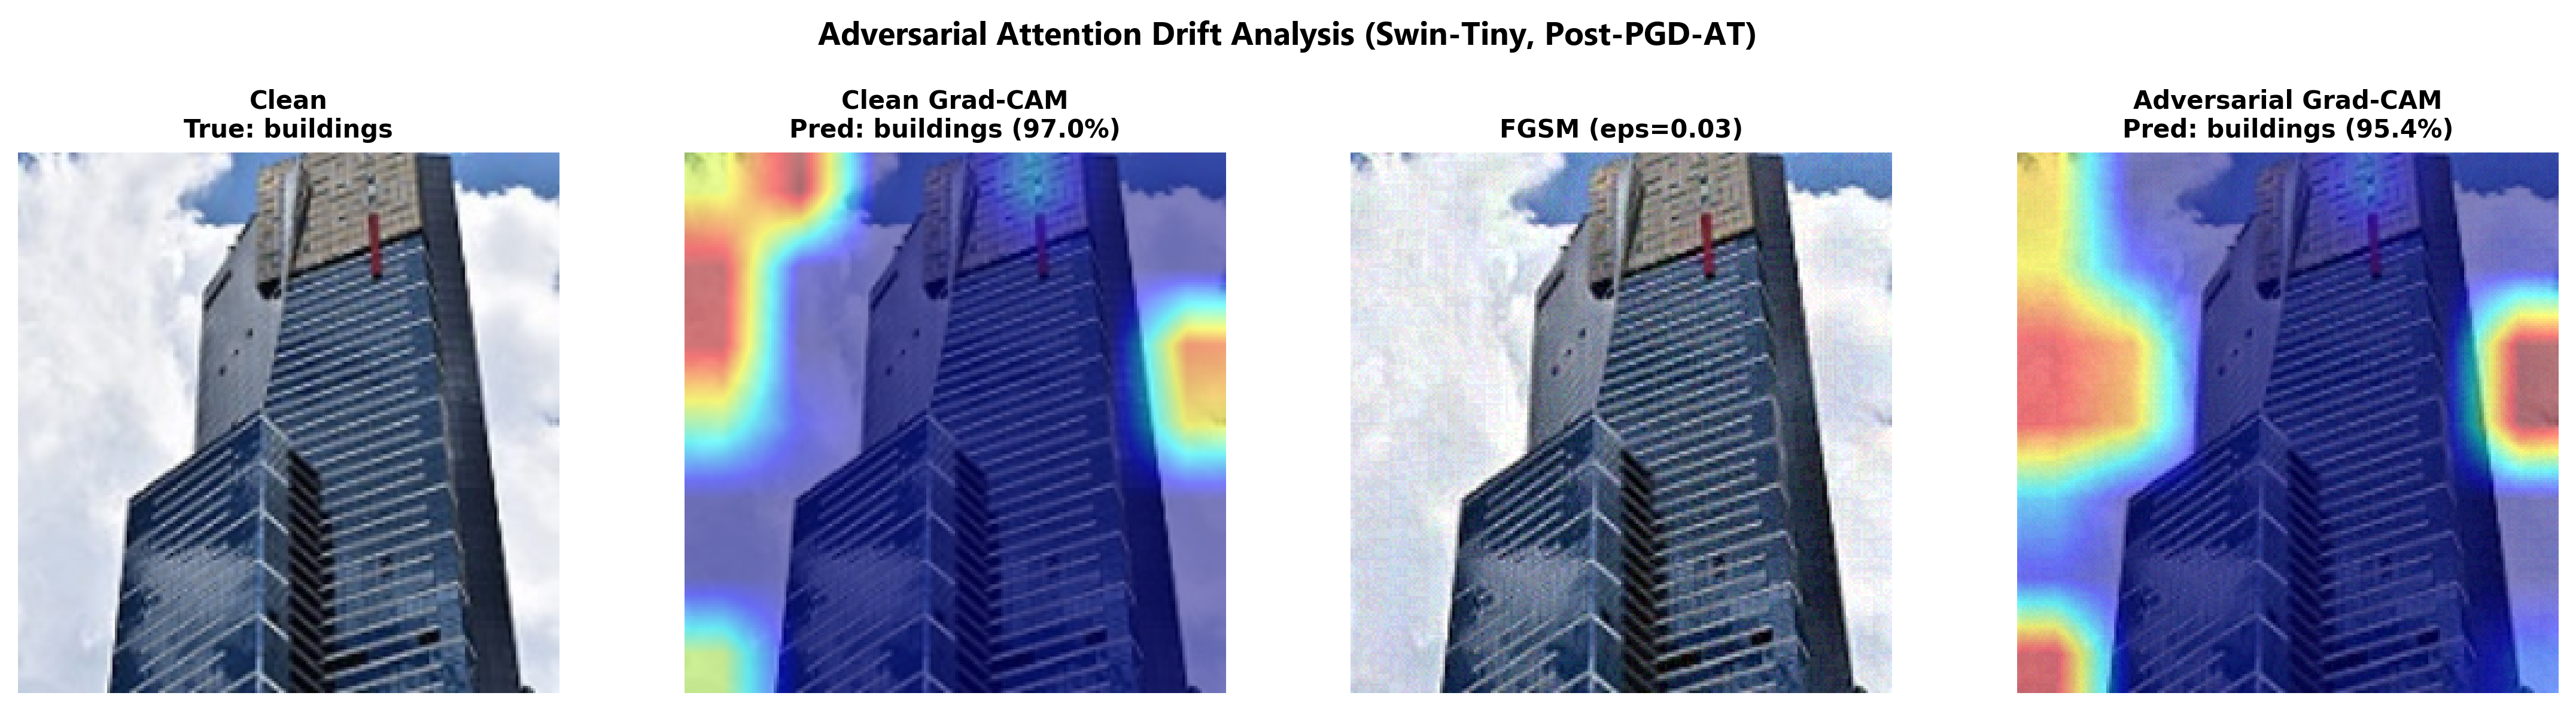 Adversarial Attention Drift Analysis (Swin-Tiny, Post-PGD-AT)
Clean
True: buildings
Clean Grad-CAM
Pred: buildings (97.0%)
FGSM (eps=0.03)
Adversarial Grad-CAM
Pred: buildings (95.4%)